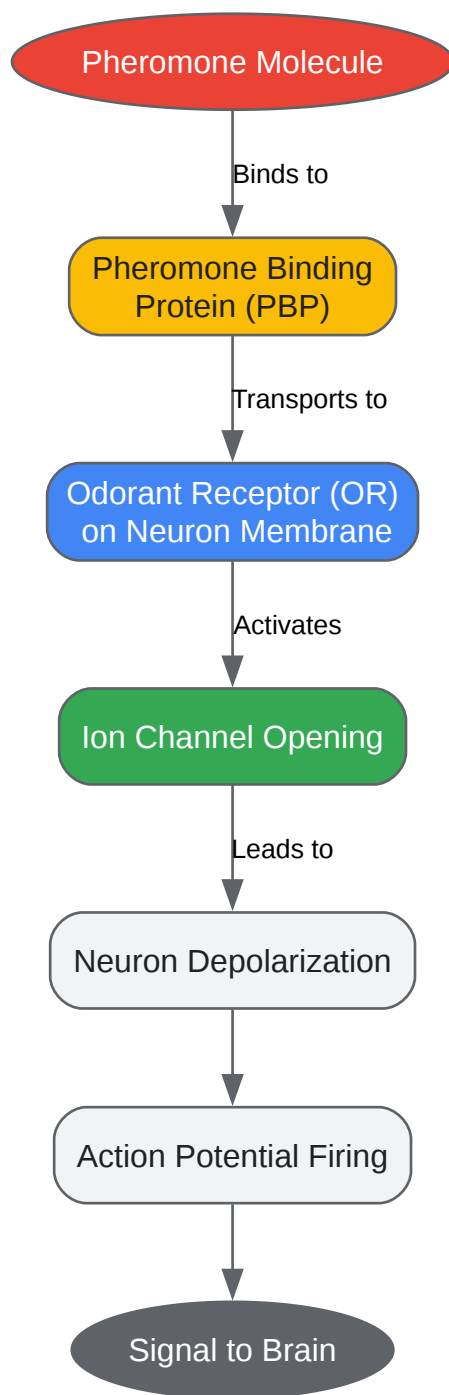 Pheromone Molecule
Binds to
Pheromone Binding
Protein (PBP)
Transports to
Odorant Receptor (OR)
on Neuron Membrane
Activates
Ion Channel Opening
Leads to
Neuron Depolarization
Action Potential Firing
Signal to Brain